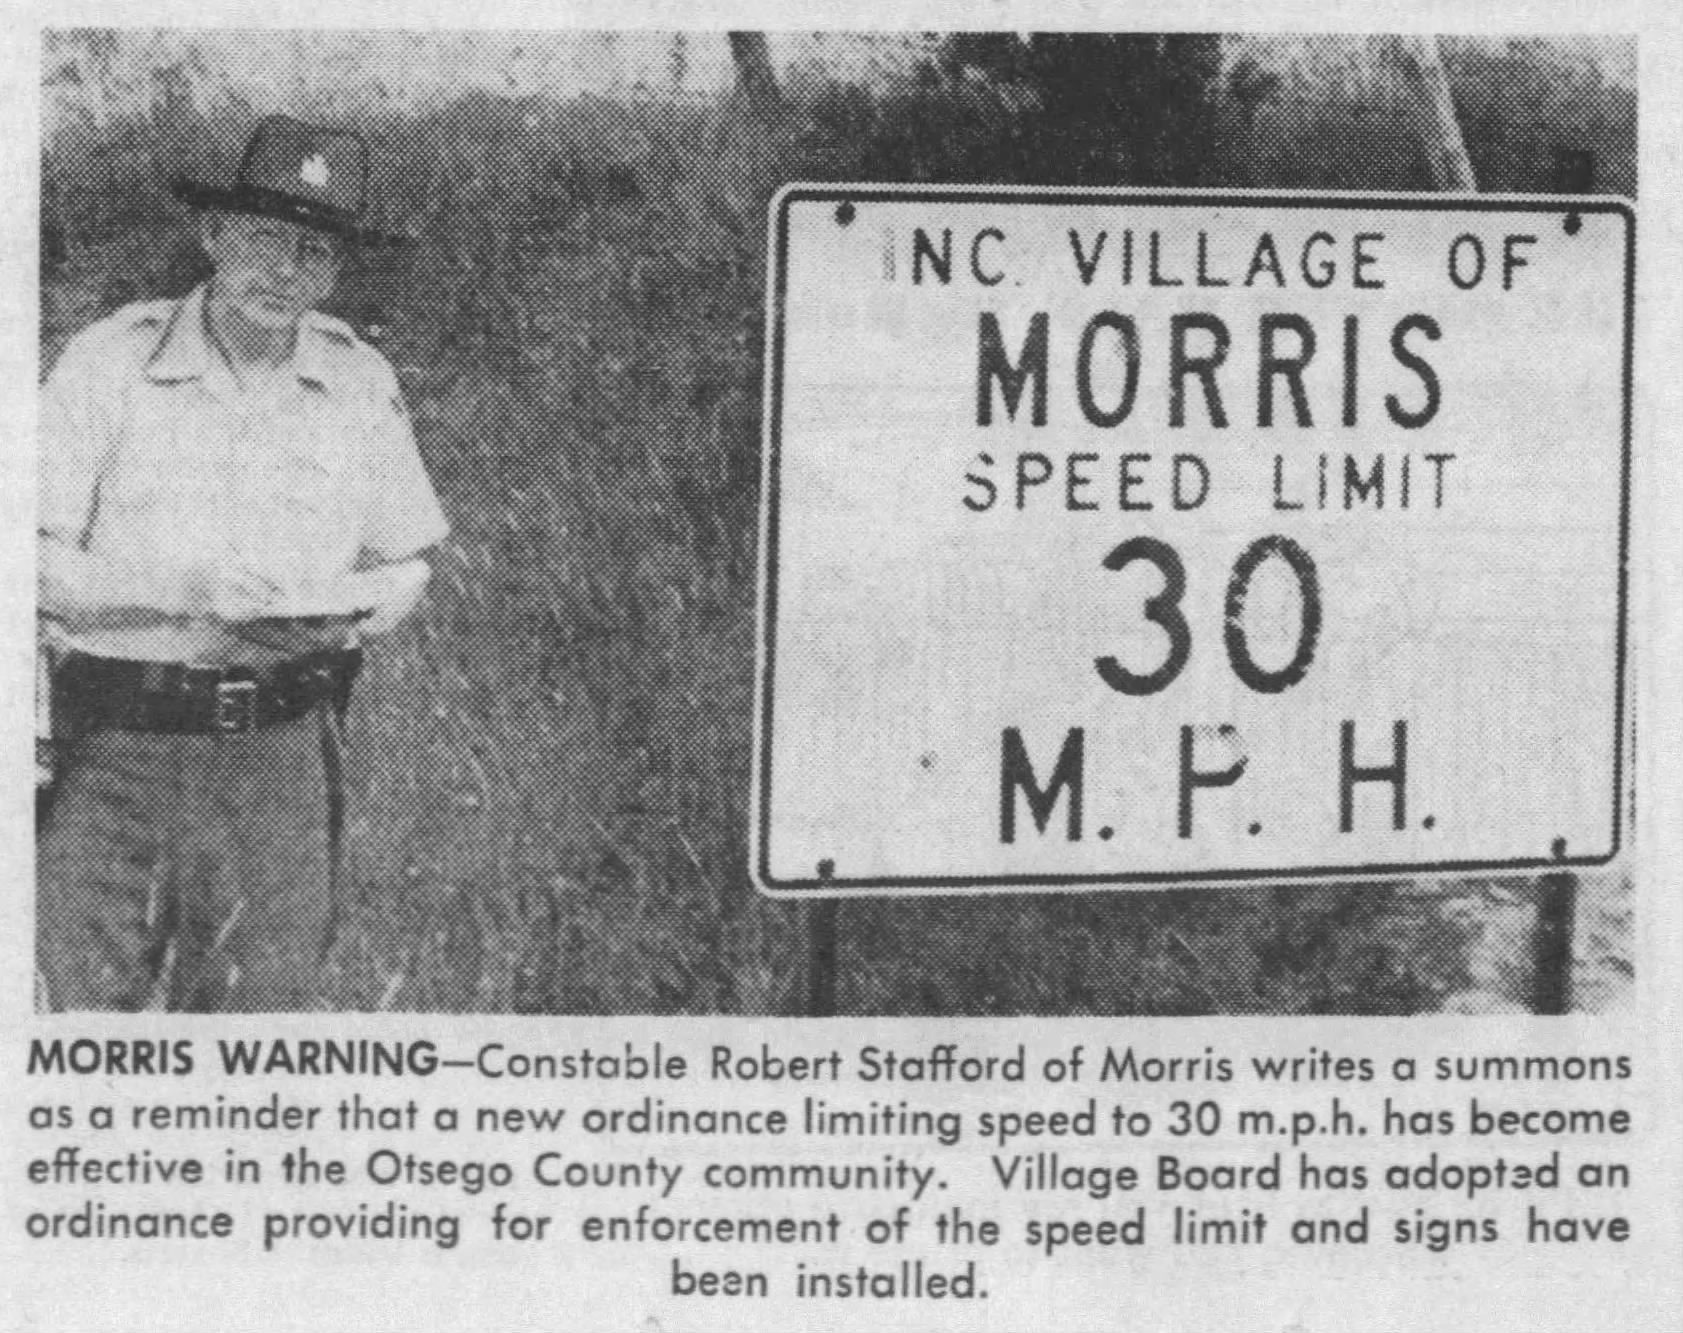 INC. VILLAGE OF
MORRIS
SPEED LIMIT
30
M. P. H.
MORRIS WARNING—Constable Robert Stafford of Morris writes a summons
as a reminder that a new ordinance limiting speed to 30 m.p.h. has become
effective in the Otsego County community. Village Board has adopted an
ordinance providing for enforcement of the speed limit and signs have
been installed.